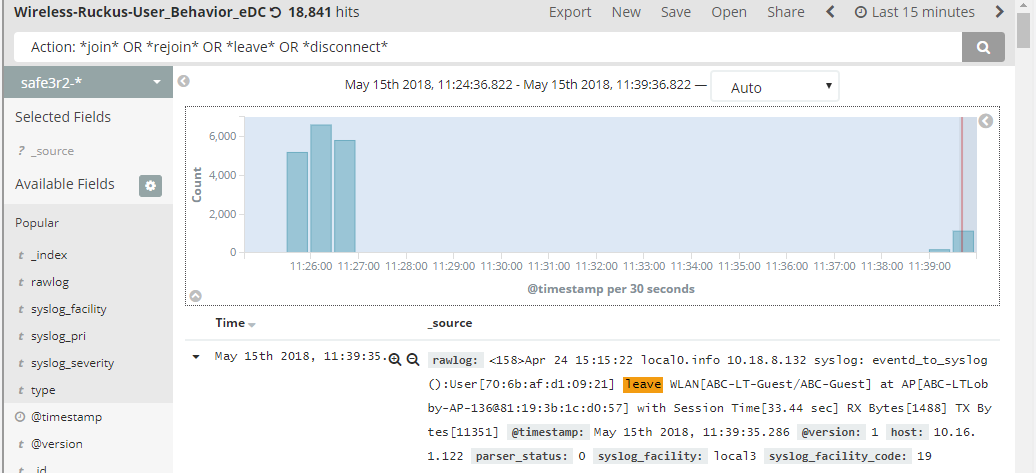 Wireless-Ruckus-User_Behavior_eDC 18,841 hits Export New Save Open Share Last 15 minutes
Action: *join* OR *rejoin* OR *leave* OR *disconnect*
safe3r2-*
May 15th 2018, 11:24:36.822 - May 15th 2018, 11:39:36.822 — Auto
Selected Fields
? _source
Available Fields
Popular
t _index
t rawlog
t syslog_facility
t syslog_pri
t syslog_severity
t type
@timestamp
t @version
t _id
Count
6,000
4,000
2,000
0
11:26:00 11:27:00 11:28:00 11:29:00 11:30:00 11:31:00 11:32:00 11:33:00 11:34:00 11:35:00 11:36:00 11:37:00 11:38:00 11:39:00
@timestamp per 30 seconds
Time _source
May 15th 2018, 11:39:35. rawlog: <158>Apr 24 15:15:22 local0.info 10.18.8.132 syslog: eventd_to_syslog
():User[70:6b:af:d1:09:21] leave WLAN[ABC-LT-Guest/ABC-Guest] at AP[ABC-LTLob
by-AP-136@81:19:3b:1c:d0:57] with Session Time[33.44 sec] RX Bytes[1488] TX By
tes[11351] @timestamp: May 15th 2018, 11:39:35.286 @version: 1 host: 10.16.
1.122 parser_status: 0 syslog_facility: local3 syslog_facility_code: 19